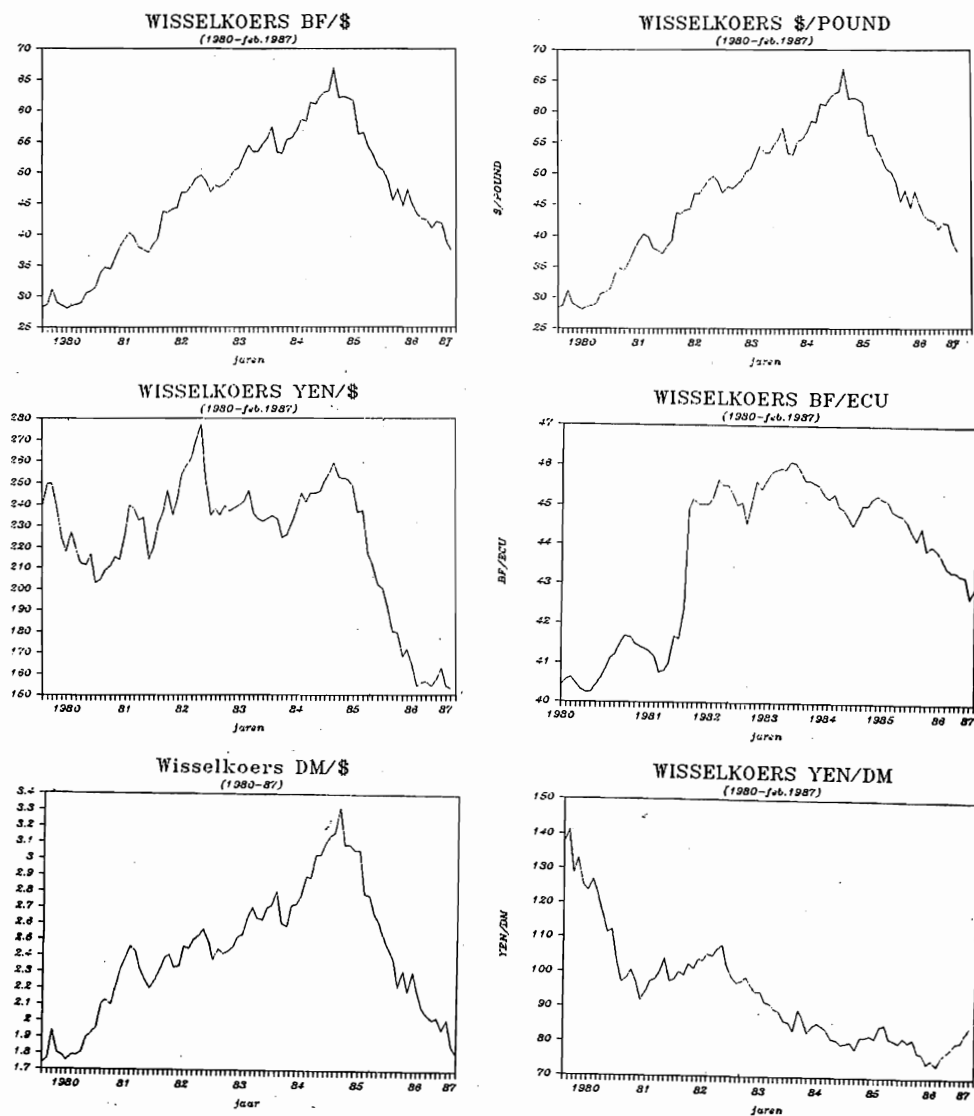 WISSELKOERS BF/$
(1980-feb.1987)
70
65
60
55
50
45
40
35
30
25
1980 81 82 83 84 85 86 87
jaren
WISSELKOERS $/POUND
(1980-feb.1987)
70
65
60
55
50
45
40
35
30
25
$/POUND
1980 81 82 83 84 85 86 87
jaren
WISSELKOERS YEN/$
(1980-feb.1987)
280
270
260
250
240
230
220
210
200
190
180
170
160
150
1980 81 82 83 84 85 86 87
jaren
WISSELKOERS BF/ECU
(1980-feb.1987)
47
46
45
44
43
42
41
40
BF/ECU
1980 1981 1982 1983 1984 1985 86 87
jaren
Wisselkoers DM/$
(1980-87)
3.4
3.3
3.2
3.1
3
2.9
2.8
2.7
2.6
2.5
2.4
2.3
2.2
2.1
2
1.9
1.8
1.7
1980 81 82 83 84 85 86 87
jaar
WISSELKOERS YEN/DM
(1980-feb.1987)
150
140
130
120
110
100
90
80
70
YEN/DM
1980 81 82 83 84 85 86 87
jaren